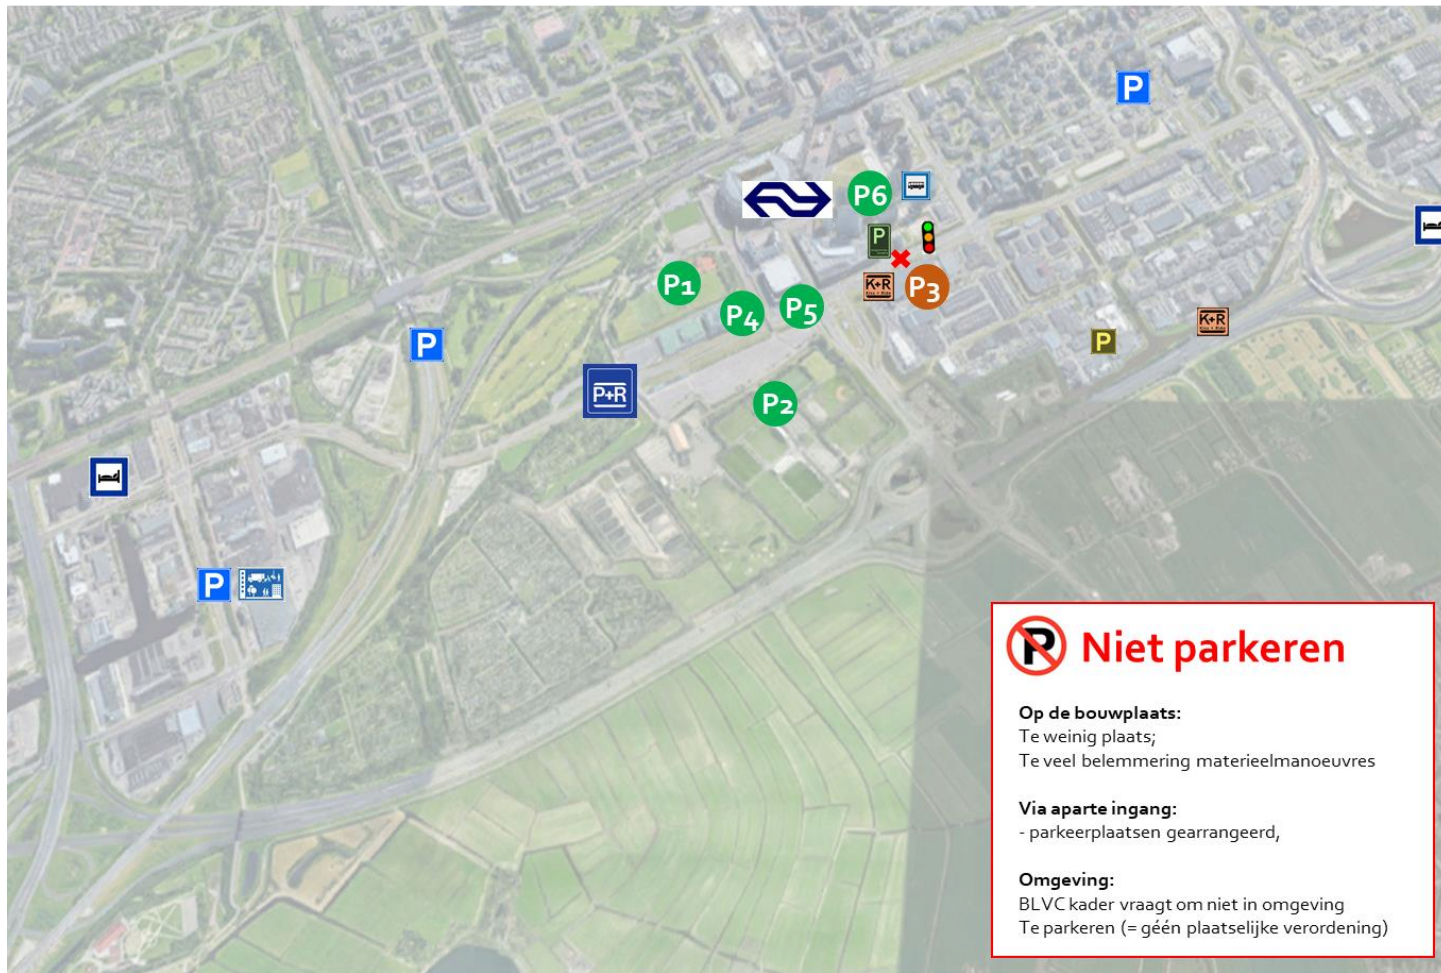 P
P6
P
P1
K+R
P3
P4
P5
K+R
P
P
P+R
P2
P
P Niet parkeren
Op de bouwplaats:
Te weinig plaats;
Te veel belemmering materieelmanoeuvres
Via aparte ingang:
- parkeerplaatsen gearrangeerd,
Omgeving:
BLVC kader vraagt om niet in omgeving
Te parkeren (= géén plaatselijke verordening)